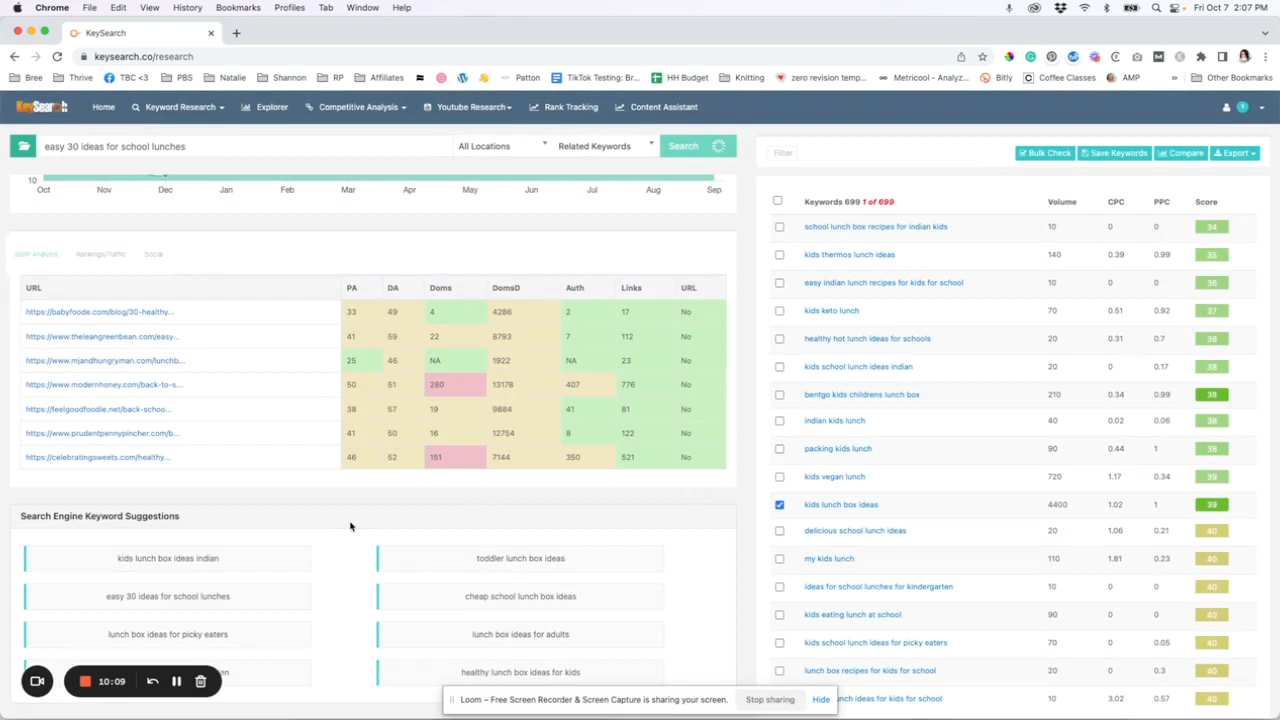 Chrome File Edit View History Bookmarks Profiles Tab Window Help Fri Oct 7 2:07 PM
KeySearch
keysearch.co/research
Bree Thrive TBC <3 PBS Natalie Shannon RP Affiliates Patton TikTok Testing: Br... HH Budget Knitting zero revision temp... Metricool - Analyz... Bitly Coffee Classes AMP Other Bookmarks
KeySearch Home Keyword Research Explorer Competitive Analysis Youtube Research Rank Tracking Content Assistant 1
easy 30 ideas for school lunches All Locations Related Keywords Search
Filter Bulk Check Save Keywords Compare Export
10
Oct Nov Dec Jan Feb Mar Apr May Jun Jul Aug Sep
SERP Analysis Rankings/Traffic Social
URL PA DA Doms DomsD Auth Links URL
https://babyfoode.com/blog/30-healthy... 33 49 4 4286 2 17 No
https://www.theleangreenbean.com/easy... 41 59 22 8793 7 112 No
https://www.mjandhungryman.com/lunchb... 25 46 NA 1922 NA 23 No
https://www.modernhoney.com/back-to-s... 50 51 280 13178 407 776 No
https://feelgoodfoodie.net/back-schoo... 38 57 19 9884 41 81 No
https://www.prudentpennypincher.com/b... 41 50 16 12754 8 122 No
https://celebratingsweets.com/healthy... 46 52 151 7144 350 521 No
Search Engine Keyword Suggestions
kids lunch box ideas indian toddler lunch box ideas
easy 30 ideas for school lunches cheap school lunch box ideas
lunch box ideas for picky eaters lunch box ideas for adults
healthy lunch box ideas for kids
10:09
Keywords 699 1 of 699 Volume CPC PPC Score
school lunch box recipes for indian kids 10 0 0 34
kids thermos lunch ideas 140 0.39 0.99 35
easy indian lunch recipes for kids for school 10 0 0 36
kids keto lunch 70 0.51 0.92 37
healthy hot lunch ideas for schools 20 0.31 0.7 38
kids school lunch ideas indian 20 0 0.17 38
bentgo kids childrens lunch box 210 0.34 0.99 38
indian kids lunch 40 0.02 0.06 38
packing kids lunch 90 0.44 1 38
kids vegan lunch 720 1.17 0.34 39
kids lunch box ideas 4400 1.02 1 39
delicious school lunch ideas 20 1.06 0.21 40
my kids lunch 110 1.81 0.23 40
ideas for school lunches for kindergarten 10 0 0 40
kids eating lunch at school 90 0 0 40
kids school lunch ideas for picky eaters 70 0 0.05 40
lunch box recipes for kids for school 20 0 0.3 40
lunch ideas for kids for school 10 3.02 0.57 40
Loom – Free Screen Recorder & Screen Capture is sharing your screen. Stop sharing Hide